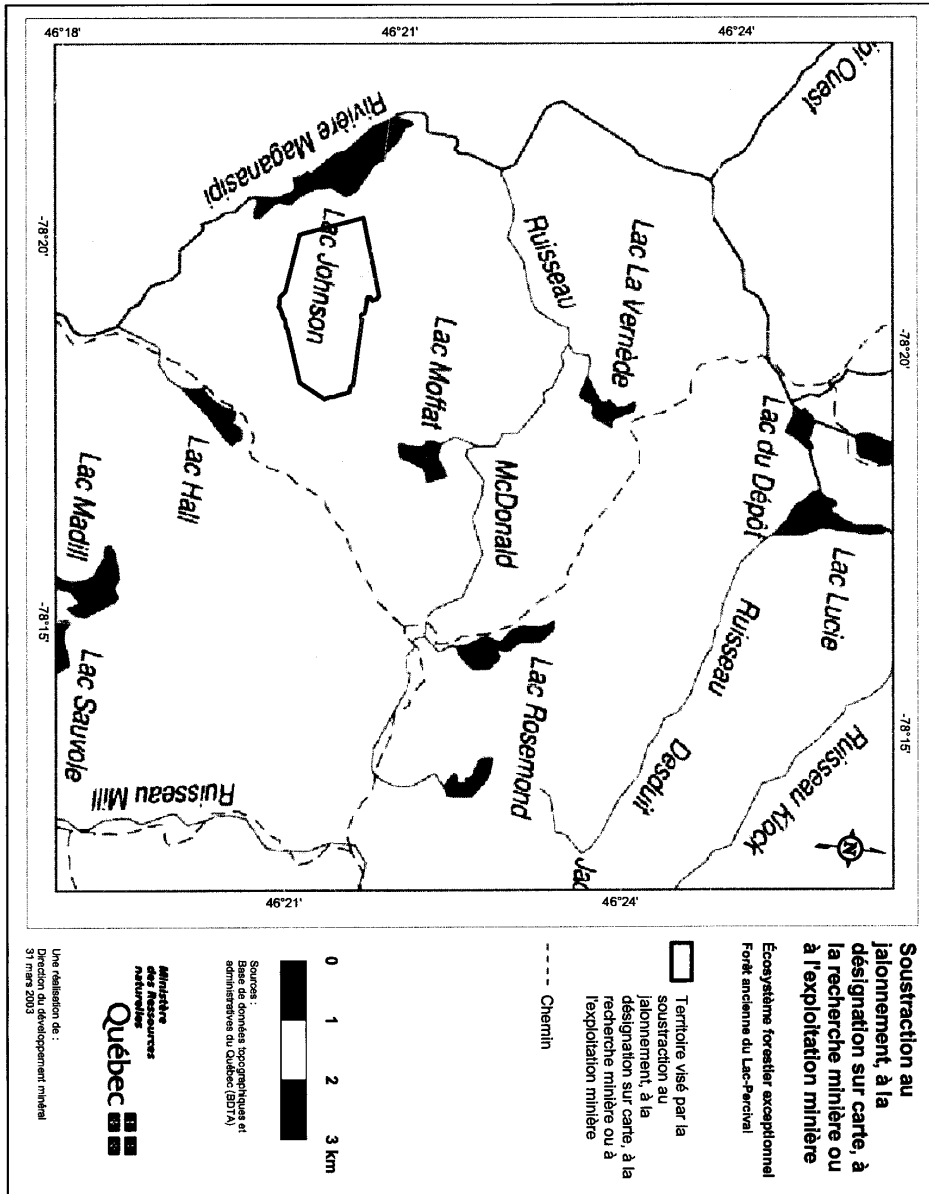 Soustraction au
jalonnement, à la
désignation sur carte, à
la recherche minière ou
à l'exploitation minière
Écosystème forestier exceptionnel
Forêt ancienne du Lac-Percival
Territoire visé par la
soustraction au
jalonnement, à la
désignation sur carte, à la
recherche minière ou à
l'exploitation minière
Chemin
0 1 2 3 km
Sources :
Base de données topographiques et
administratives du Québec (BDTA)
Ministère
des Ressources
naturelles
Québec
Une réalisation de :
Direction du développement minéral
31 mars 2003
-78°20'
-78°15'
46°24'
46°21'
46°18'
-78°20'
-78°15'
46°24'
46°21'
Ouest
Lac Lucie
Ruisseau Klock
N
Lac du Dépôt
Ruisseau
Desduit
Jac
Lac La Vernède
Ruisseau
McDonald
Lac Rosemond
Lac Moffat
Rivière Maganasipi
Lac Johnson
Lac Hall
Ruisseau Mill
Lac Madill
Lac Sauvole